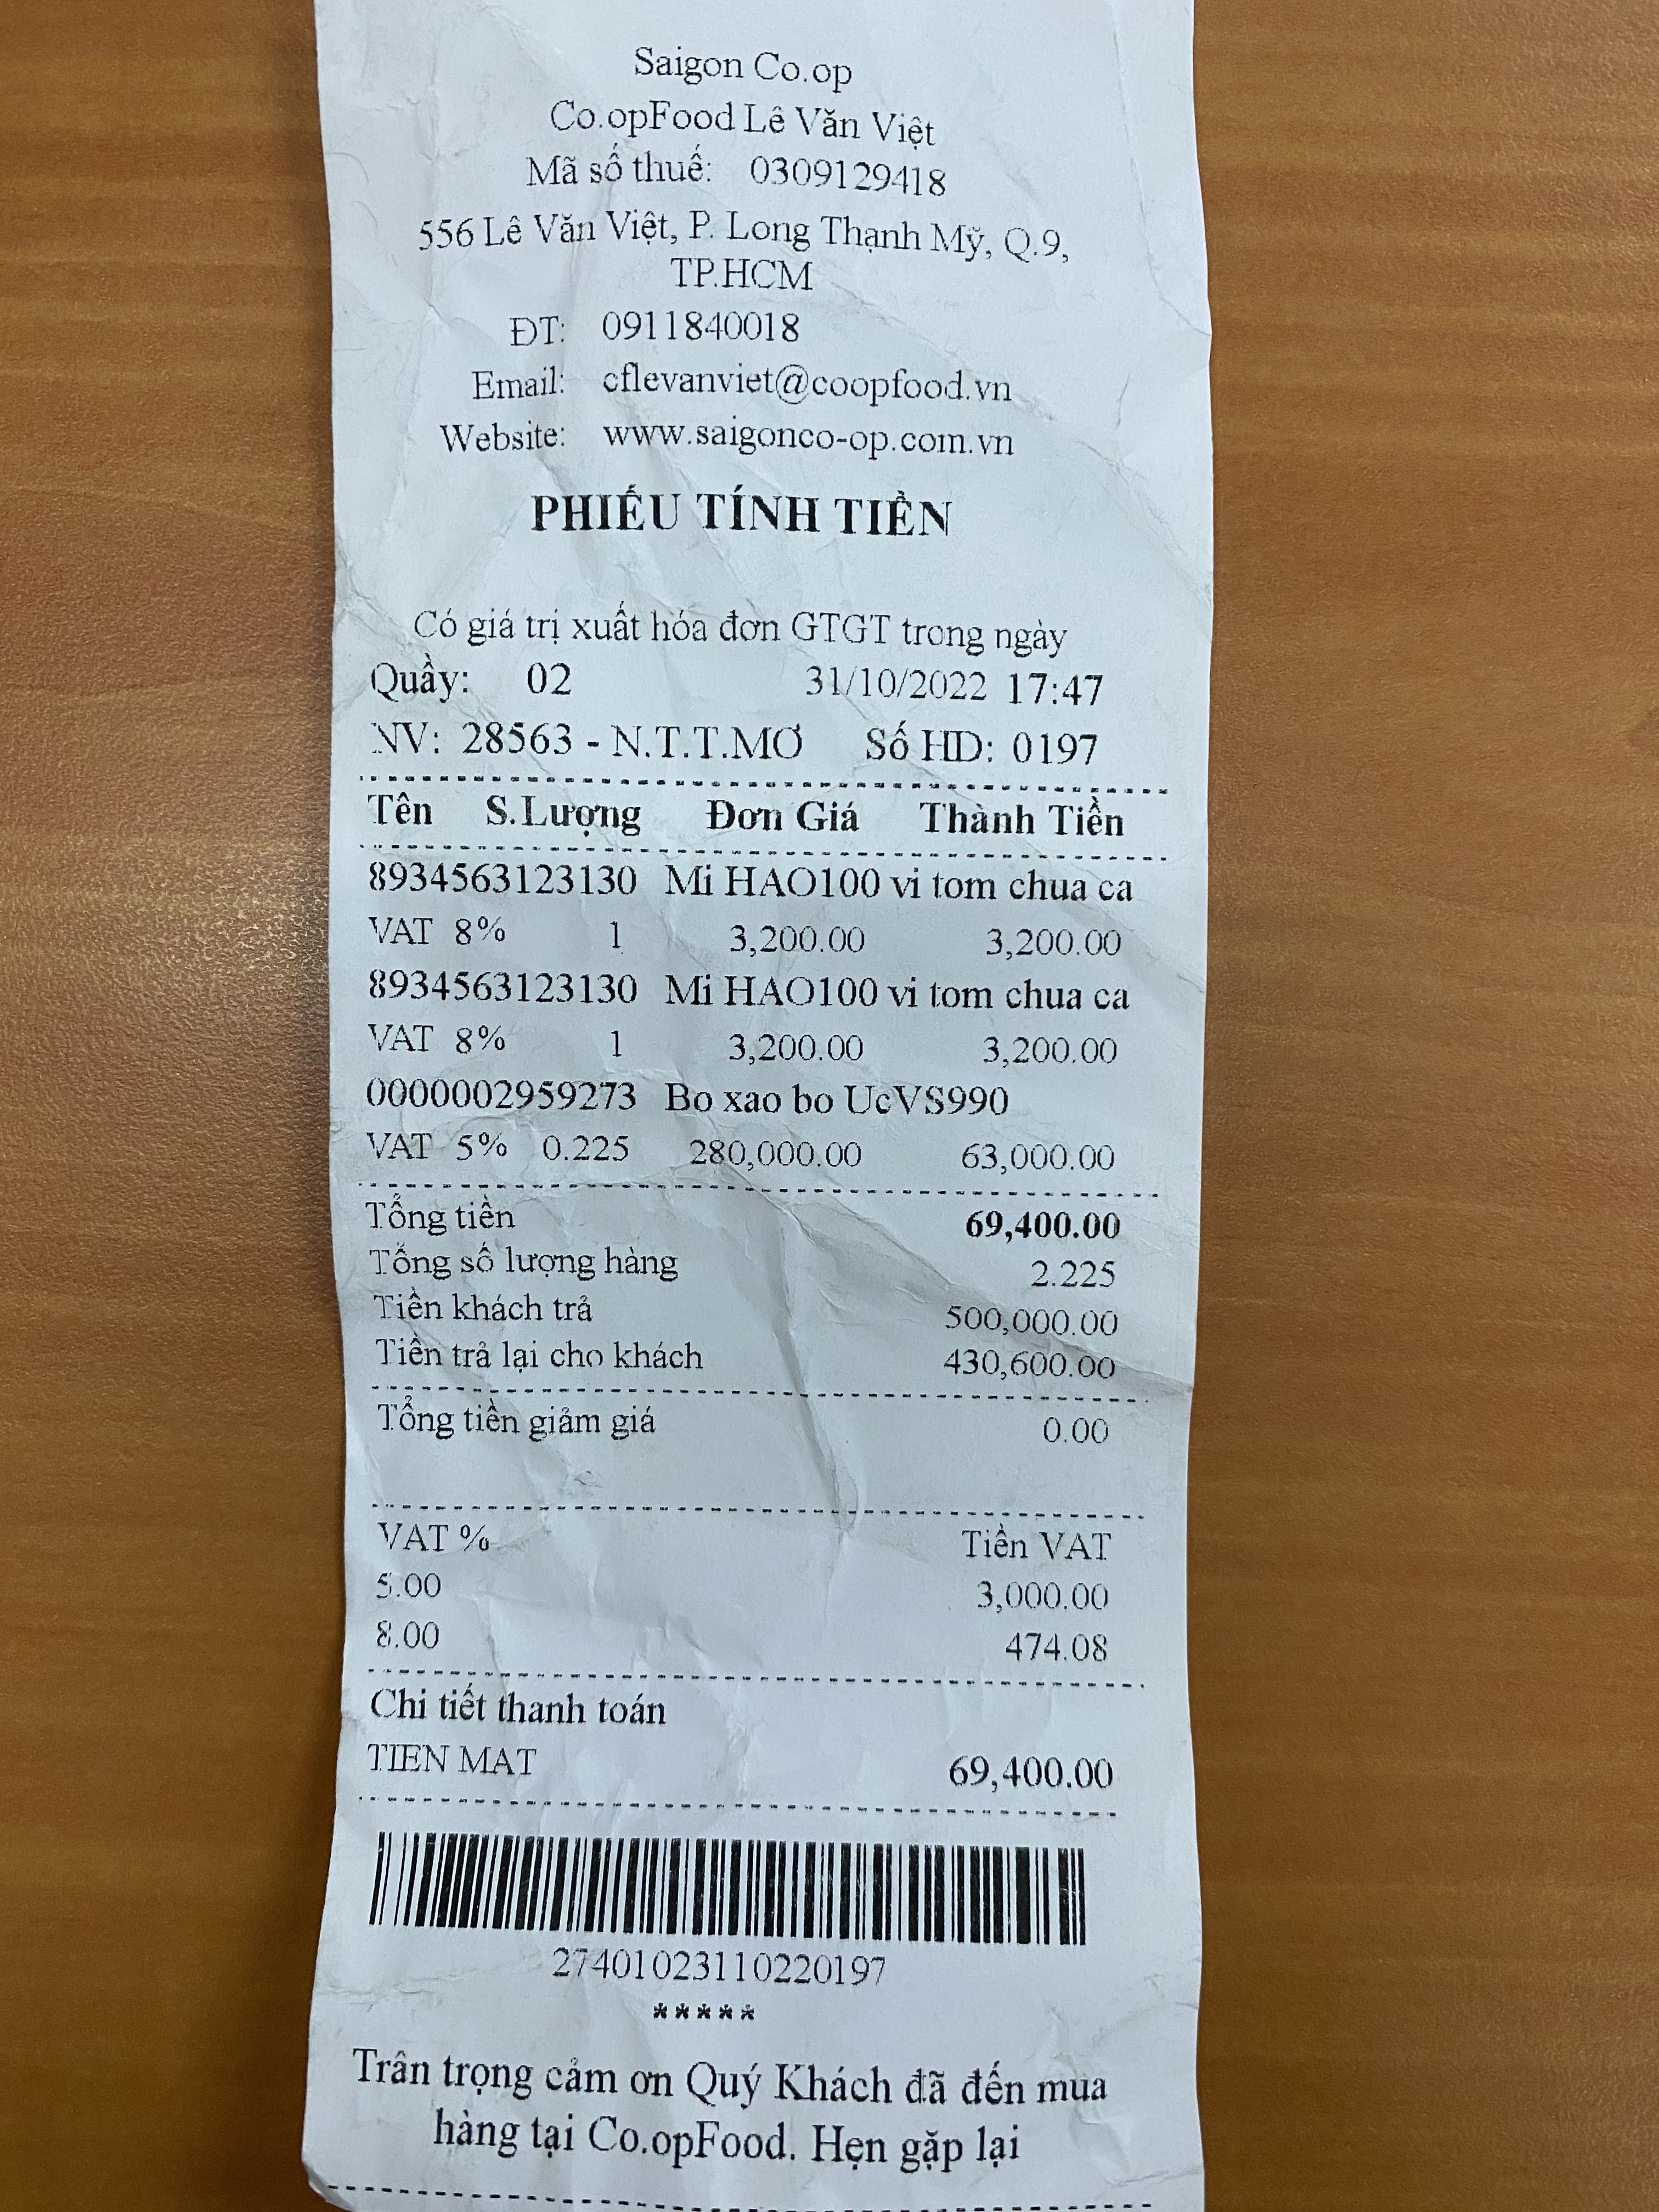 Saigon Co.op
Co.opFood Lê Văn Việt
Mã số thuế: 0309129418
556 Lê Văn Việt, P. Long Thạnh Mỹ, Q.9,
TP.HCM
ĐT: 0911840018
Email: cflevanviet@coopfood.vn
Website: www.saigonco-op.com.vn
PHIẾU TÍNH TIỀN
Có giá trị xuất hóa đơn GTGT trong ngày
Quầy: 02 31/10/2022 17:47
NV: 28563 - N.T.T.MƠ Số HD: 0197
Tên S.Lượng Đơn Giá Thành Tiền
8934563123130 Mi HAO100 vi tom chua ca
VAT 8% 1 3,200.00 3,200.00
8934563123130 Mi HAO100 vi tom chua ca
VAT 8% 1 3,200.00 3,200.00
0000002959273 Bo xao bo UcVS990
VAT 5% 0.225 280,000.00 63,000.00
Tổng tiền 69,400.00
Tổng số lượng hàng 2.225
Tiền khách trả 500,000.00
Tiền trả lại cho khách 430,600.00
Tổng tiền giảm giá 0.00
VAT % Tiền VAT
5.00 3,000.00
8.00 474.08
Chi tiết thanh toán
TIEN MAT 69,400.00
27401023110220197
*****
Trân trọng cảm ơn Quý Khách đã đến mua
hàng tại Co.opFood. Hẹn gặp lại